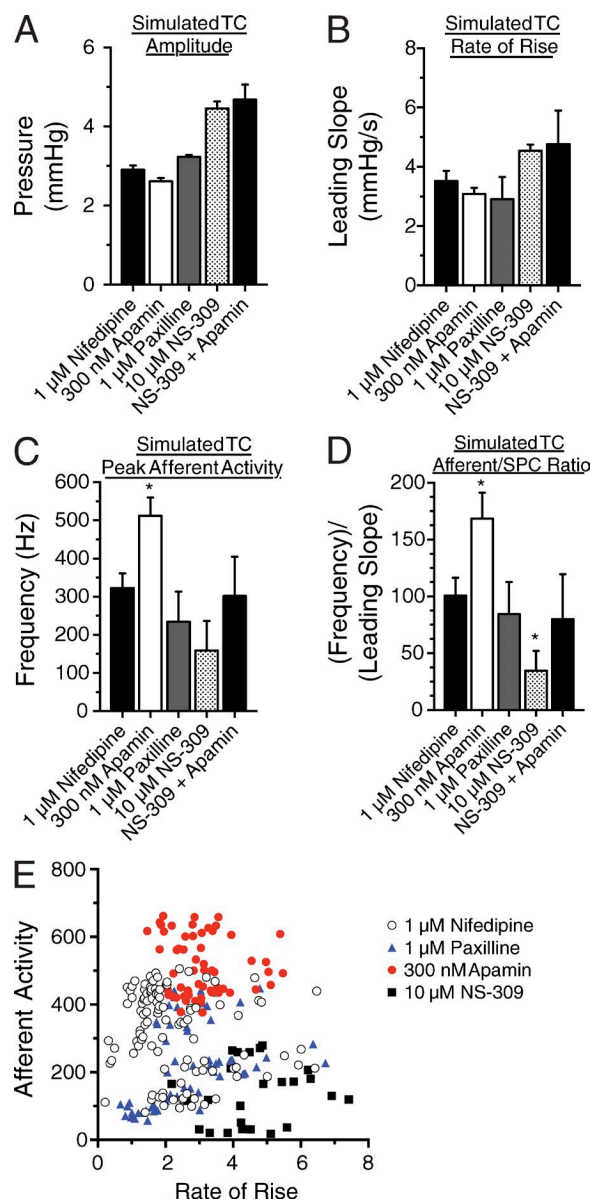 A
Simulated TC
Amplitude
Pressure
(mmHg)
6
4
2
0
1 µM Nifedipine
300 nM Apamin
1 µM Paxilline
10 µM NS-309
NS-309 + Apamin
B
Simulated TC
Rate of Rise
Leading Slope
(mmHg/s)
8
6
4
2
0
1 µM Nifedipine
300 nM Apamin
1 µM Paxilline
10 µM NS-309
NS-309 + Apamin
C
Simulated TC
Peak Afferent Activity
Frequency (Hz)
600
500
400
300
200
100
0
*
1 µM Nifedipine
300 nM Apamin
1 µM Paxilline
10 µM NS-309
NS-309 + Apamin
D
Simulated TC
Afferent/SPC Ratio
(Frequency)/
(Leading Slope)
200
150
100
50
0
*
*
1 µM Nifedipine
300 nM Apamin
1 µM Paxilline
10 µM NS-309
NS-309 + Apamin
E
Afferent Activity
800
600
400
200
0
0
2
4
6
8
Rate of Rise
1 µM Nifedipine
1 µM Paxilline
300 nM Apamin
10 µM NS-309